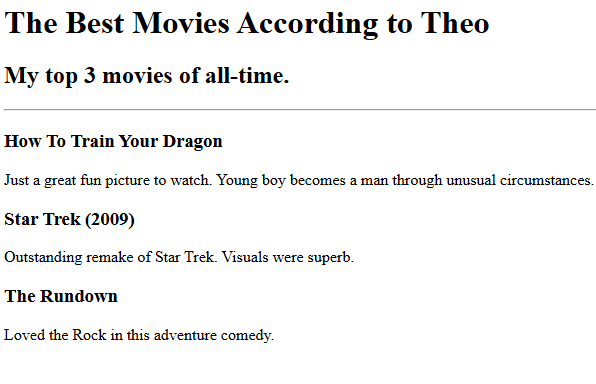 The Best Movies According to Theo
My top 3 movies of all-time.
How To Train Your Dragon
Just a great fun picture to watch. Young boy becomes a man through unusual circumstances.
Star Trek (2009)
Outstanding remake of Star Trek. Visuals were superb.
The Rundown
Loved the Rock in this adventure comedy.